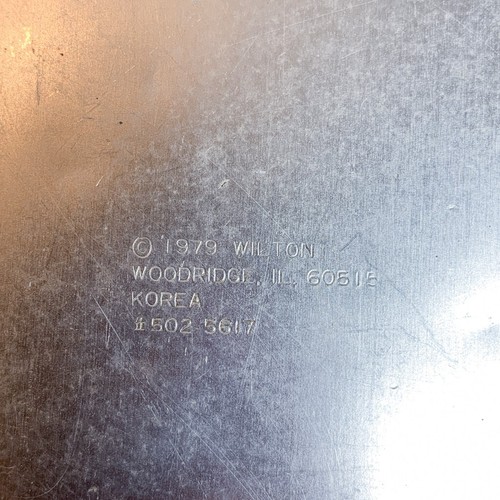 © 1979 WILTON
WOODRIDGE, IL. 60515
KOREA
#502 5617